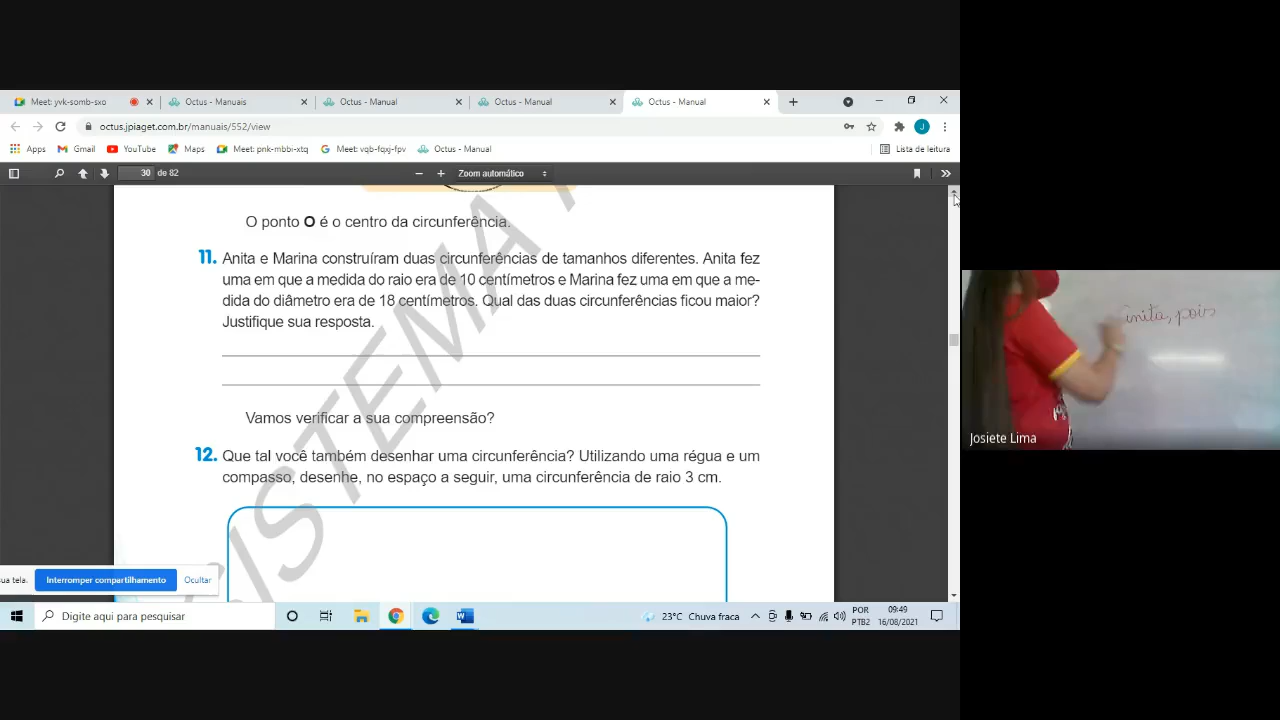 Meet: yvk-somb-sxo
Octus - Manuais
Octus - Manual
Octus - Manual
Octus - Manual
octus.jpiaget.com.br/manuais/552/view
Apps
Gmail
YouTube
Maps
Meet: pnk-mbbi-xtq
Meet: vqb-fqxj-fpv
Octus - Manual
Lista de leitura
30 de 82
Zoom automático
O ponto O é o centro da circunferência.
11. Anita e Marina construíram duas circunferências de tamanhos diferentes. Anita fez
uma em que a medida do raio era de 10 centímetros e Marina fez uma em que a me-
dida do diâmetro era de 18 centímetros. Qual das duas circunferências ficou maior?
Justifique sua resposta.
Vamos verificar a sua compreensão?
12. Que tal você também desenhar uma circunferência? Utilizando uma régua e um
compasso, desenhe, no espaço a seguir, uma circunferência de raio 3 cm.
SISTEMA
sua tela.
Interromper compartilhamento
Ocultar
Digite aqui para pesquisar
23°C Chuva fraca
POR
PTB2
09:49
16/08/2021
Anita, pois
Josiete Lima